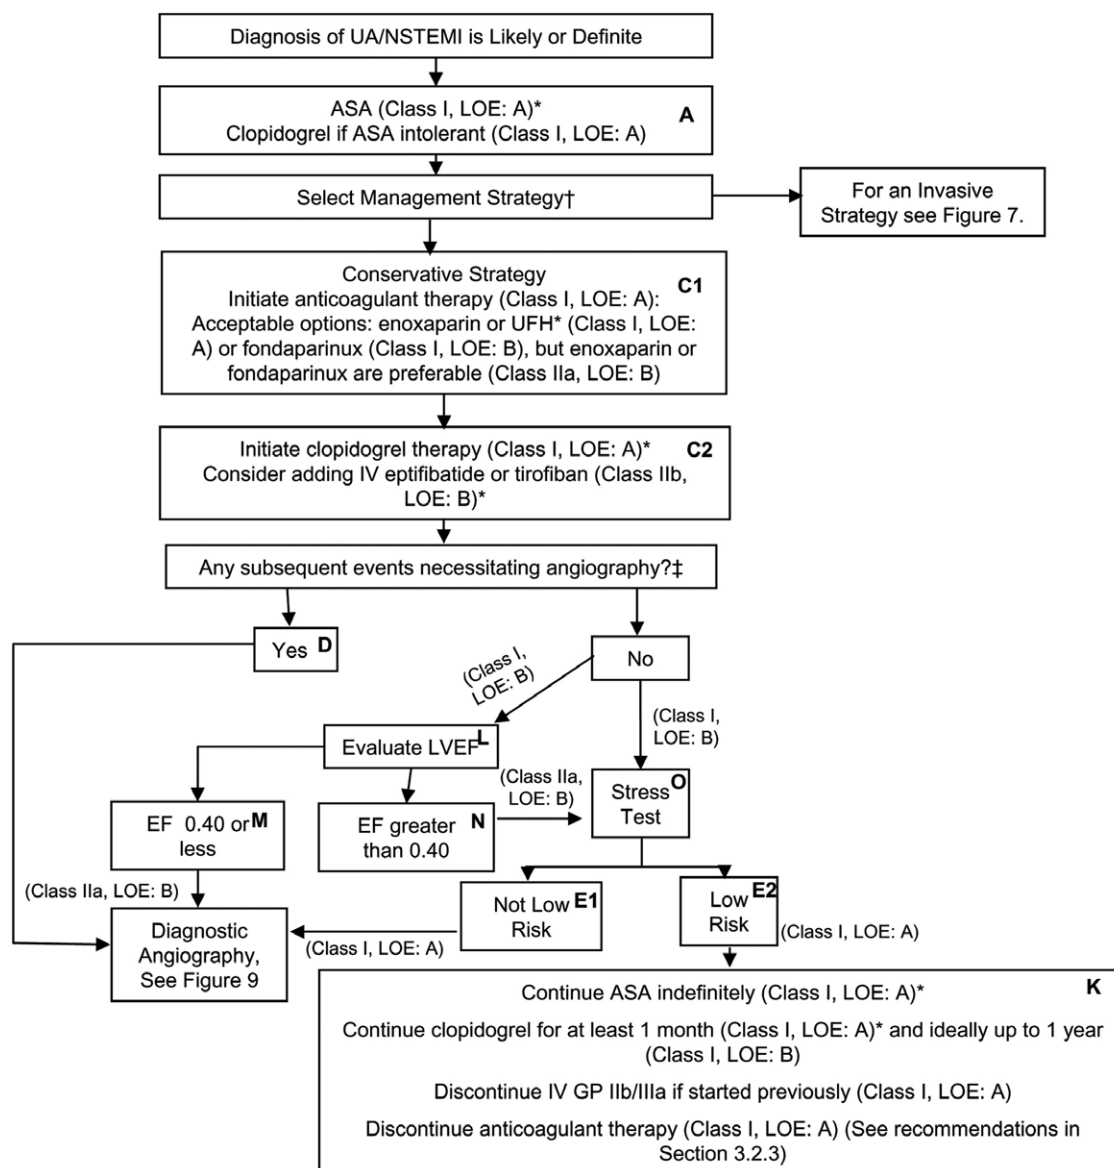 Diagnosis of UA/NSTEMI is Likely or Definite
ASA (Class I, LOE: A)*
A
Clopidogrel if ASA intolerant (Class I, LOE: A)
Select Management Strategy†
For an Invasive
Strategy see Figure 7.
Conservative Strategy
C1
Initiate anticoagulant therapy (Class I, LOE: A):
Acceptable options: enoxaparin or UFH* (Class I, LOE:
A) or fondaparinux (Class I, LOE: B), but enoxaparin or
fondaparinux are preferable (Class IIa, LOE: B)
Initiate clopidogrel therapy (Class I, LOE: A)*
C2
Consider adding IV eptifibatide or tirofiban (Class IIb,
LOE: B)*
Any subsequent events necessitating angiography?‡
Yes
D
No
(Class I,
LOE: B)
(Class I,
LOE: B)
Evaluate LVEF
L
EF 0.40 or
M
less
EF greater
N
than 0.40
(Class IIa,
LOE: B)
Stress
O
Test
(Class IIa, LOE: B)
Not Low
E1
Risk
Low
E2
Risk
Diagnostic
Angiography,
See Figure 9
(Class I, LOE: A)
(Class I, LOE: A)
K
Continue ASA indefinitely (Class I, LOE: A)*
Continue clopidogrel for at least 1 month (Class I, LOE: A)* and ideally up to 1 year
(Class I, LOE: B)
Discontinue IV GP IIb/IIIa if started previously (Class I, LOE: A)
Discontinue anticoagulant therapy (Class I, LOE: A) (See recommendations in
Section 3.2.3)